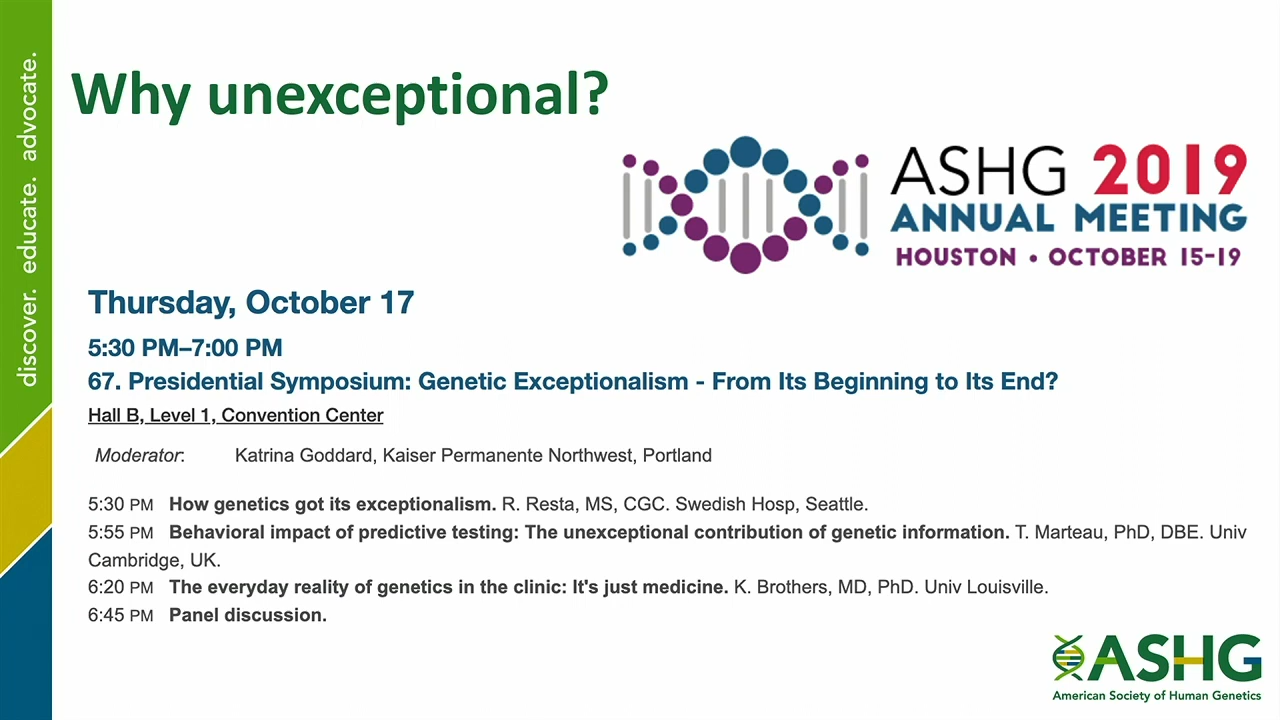 discover. educate. advocate.
Why unexceptional?
ASHG 2019
ANNUAL MEETING
HOUSTON • OCTOBER 15-19
Thursday, October 17
5:30 PM–7:00 PM
67. Presidential Symposium: Genetic Exceptionalism - From Its Beginning to Its End?
Hall B, Level 1, Convention Center
Moderator: Katrina Goddard, Kaiser Permanente Northwest, Portland
5:30 PM How genetics got its exceptionalism. R. Resta, MS, CGC. Swedish Hosp, Seattle.
5:55 PM Behavioral impact of predictive testing: The unexceptional contribution of genetic information. T. Marteau, PhD, DBE. Univ
Cambridge, UK.
6:20 PM The everyday reality of genetics in the clinic: It's just medicine. K. Brothers, MD, PhD. Univ Louisville.
6:45 PM Panel discussion.
ASHG
American Society of Human Genetics